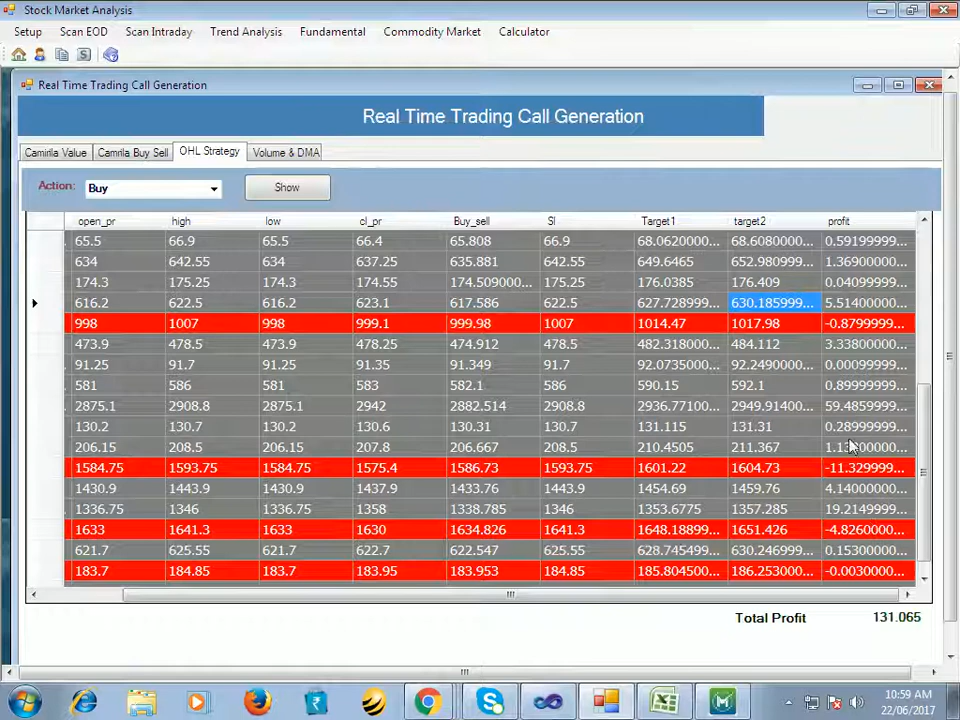 Stock Market Analysis
Setup Scan EOD Scan Intraday Trend Analysis Fundamental Commodity Market Calculator
Real Time Trading Call Generation
Real Time Trading Call Generation
Camirila Value Camrila Buy Sell OHL Strategy Volume & DMA
Action: Buy Show
open_pr high low cl_pr Buy_sell Sl Target1 target2 profit
65.5 66.9 65.5 66.4 65.808 66.9 68.0620000... 68.6080000... 0.59199999...
634 642.55 634 637.25 635.881 642.55 649.6465 652.980999... 1.36900000...
174.3 175.25 174.3 174.55 174.509000... 175.25 176.0385 176.409 0.04099999...
616.2 622.5 616.2 623.1 617.586 622.5 627.728999... 630.185999... 5.51400000...
998 1007 998 999.1 999.98 1007 1014.47 1017.98 -0.8799999...
473.9 478.5 473.9 478.25 474.912 478.5 482.318000... 484.112 3.33800000...
91.25 91.7 91.25 91.35 91.349 91.7 92.0735000... 92.2490000... 0.00099999...
581 586 581 583 582.1 586 590.15 592.1 0.89999999...
2875.1 2908.8 2875.1 2942 2882.514 2908.8 2936.77100... 2949.91400... 59.4859999...
130.2 130.7 130.2 130.6 130.31 130.7 131.115 131.31 0.28999999...
206.15 208.5 206.15 207.8 206.667 208.5 210.4505 211.367
1584.75 1593.75 1584.75 1575.4 1586.73 1593.75 1601.22 1604.73 -11.329999...
1430.9 1443.9 1430.9 1437.9 1433.76 1443.9 1454.69 1459.76 4.14000000...
1336.75 1346 1336.75 1358 1338.785 1346 1353.6775 1357.285 19.2149999...
1633 1641.3 1633 1630 1634.826 1641.3 1648.18899... 1651.426 -4.8260000...
621.7 625.55 621.7 622.7 622.547 625.55 628.745499... 630.246999... 0.15300000...
183.7 184.85 183.7 183.95 183.953 184.85 185.804500... 186.253000... -0.0030000...
Total Profit 131.065
10:59 AM
22/06/2017